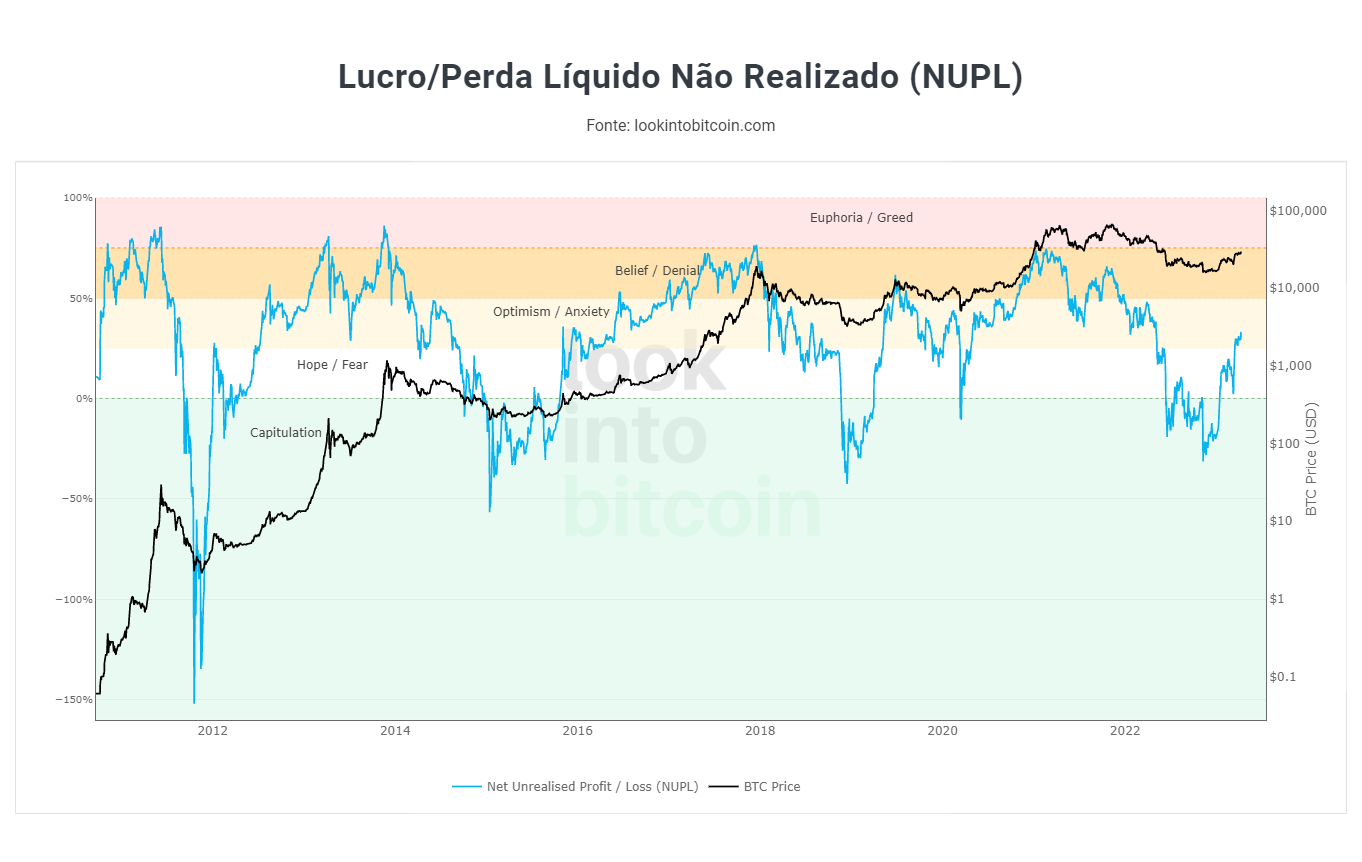 Lucro/Perda Líquido Não Realizado (NUPL)
Fonte: lookintobitcoin.com
100%
50%
0%
−50%
−100%
−150%
Euphoria / Greed
Belief / Denial
Optimism / Anxiety
Hope / Fear
Capitulation
look
into
bitcoin
$100,000
$10,000
$1,000
$100
$10
$1
$0.1
BTC Price (USD)
2012
2014
2016
2018
2020
2022
Net Unrealised Profit / Loss (NUPL)
BTC Price